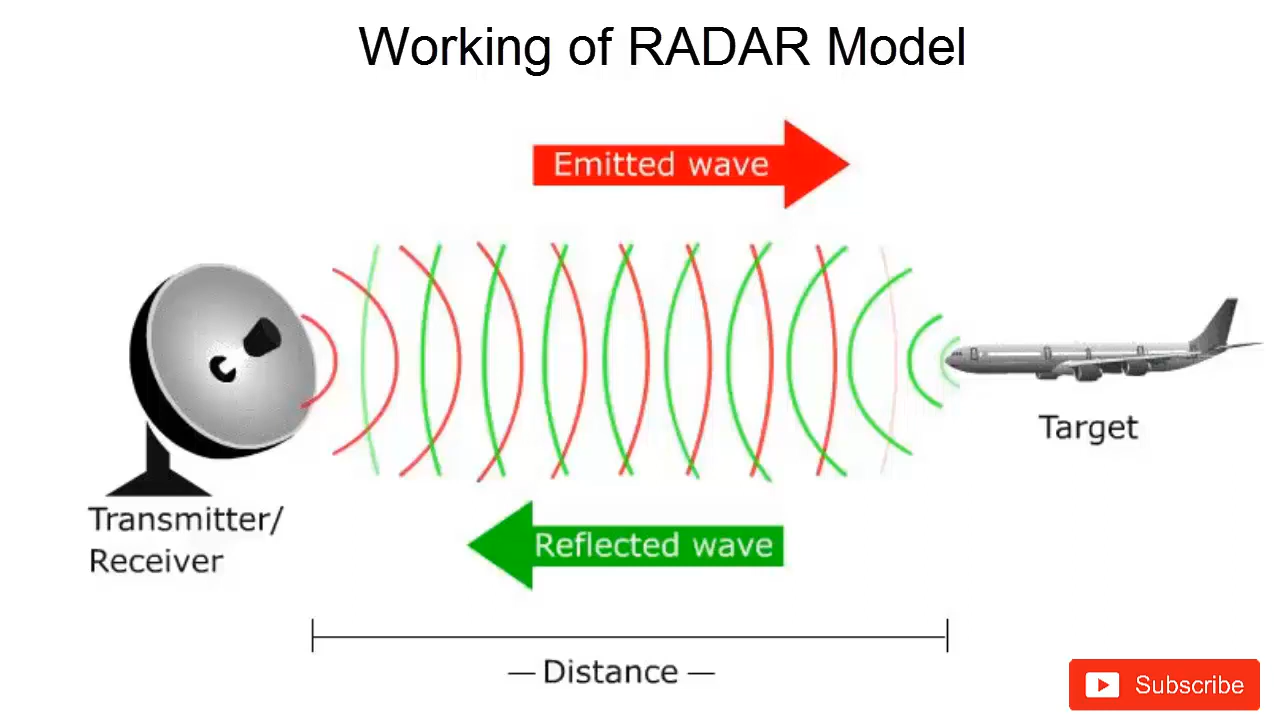 Working of RADAR Model
Emitted wave
Target
Transmitter/
Receiver
Reflected wave
— Distance —
Subscribe